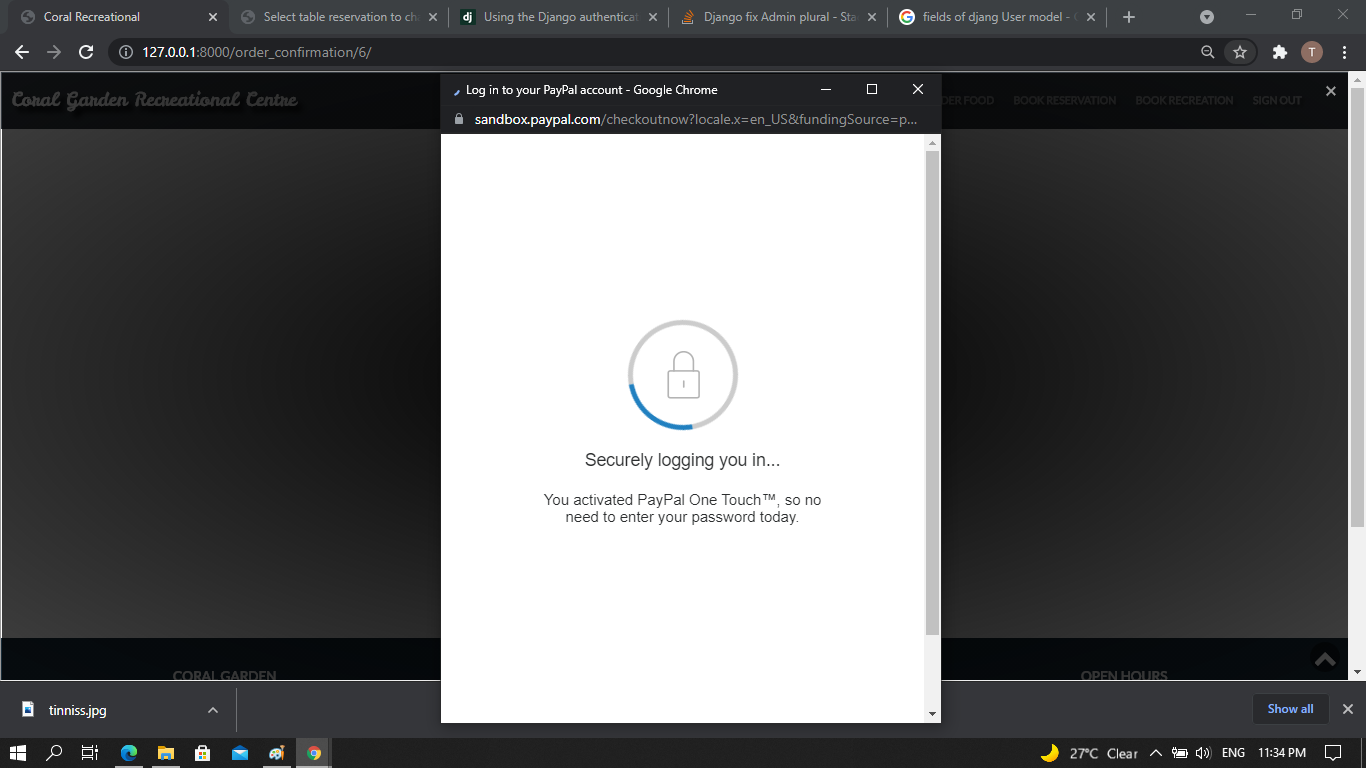 Coral Recreational
Select table reservation to cha
Using the Django authenticat
Django fix Admin plural - Sta
fields of djang User model - G
127.0.0.1:8000/order_confirmation/6/
T
Coral Garden Recreational Centre
Log in to your PayPal account - Google Chrome
DER FOOD
BOOK RESERVATION
BOOK RECREATION
SIGN OUT
sandbox.paypal.com/checkoutnow?locale.x=en_US&fundingSource=p...
Securely logging you in...
You activated PayPal One Touch™, so no
need to enter your password today.
CORAL GARDEN
OPEN HOURS
tinniss.jpg
Show all
27°C Clear
ENG
11:34 PM